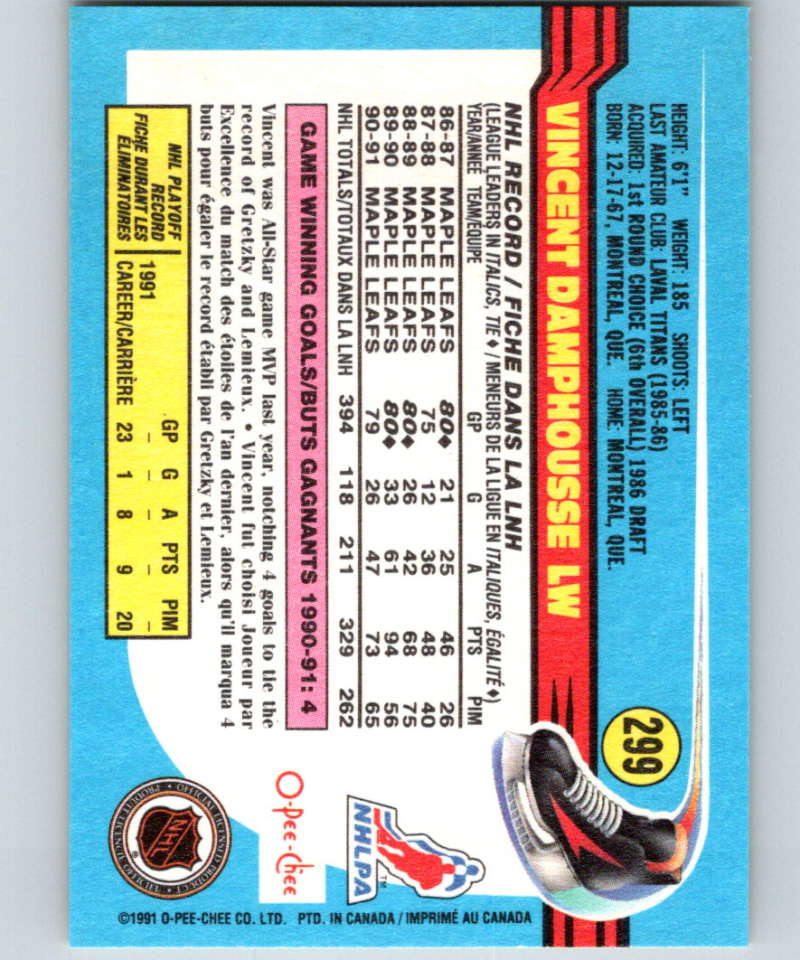 HEIGHT: 6'1" WEIGHT: 185 SHOOTS: LEFT
LAST AMATEUR CLUB: LAVAL TITANS (1985-86)
ACQUIRED: 1st ROUND CHOICE (6th OVERALL) 1986 DRAFT
BORN: 12-17-67, MONTREAL, QUE. HOME: MONTREAL, QUE.
299
VINCENT DAMPHOUSSE LW
NHL RECORD / FICHE DANS LA LNH
(LEAGUE LEADERS IN ITALICS, TIE ♦ / MENEURS DE LA LIGUE EN ITALIQUES, ÉGALITÉ ♦)
YEAR/ANNÉE TEAM/ÉQUIPE GP G A PTS PIM
86-87 MAPLE LEAFS 80♦ 21 25 46 26
87-88 MAPLE LEAFS 75 12 36 48 40
88-89 MAPLE LEAFS 80♦ 26 42 68 75
89-90 MAPLE LEAFS 80♦ 33 61 94 56
90-91 MAPLE LEAFS 79 26 47 73 65
NHL TOTALS/TOTAUX DANS LA LNH 394 118 211 329 262
GAME WINNING GOALS/BUTS GAGNANTS 1990-91: 4
Vincent was All-Star game MVP last year, notching 4 goals to tie the
record of Gretzky and Lemieux. • Vincent fut choisi Joueur par
Excellence du match des étoiles de l'an dernier, alors qu'il marqua 4
buts pour égaler le record établi par Gretzky et Lemieux.
NHL PLAYOFF
RECORD
FICHE DURANT LES
ÉLIMINATOIRES
GP G A PTS PIM
1991 – – – – –
CAREER/CARRIÈRE 23 1 8 9 20
NHLPA
TM
O-Pee-Chee
• OFFICIAL LICENSED PRODUCT •
NHL
®
PRODUIT LICENCIÉ OFFICIEL
©1991 O-PEE-CHEE CO. LTD. PTD. IN CANADA / IMPRIMÉ AU CANADA